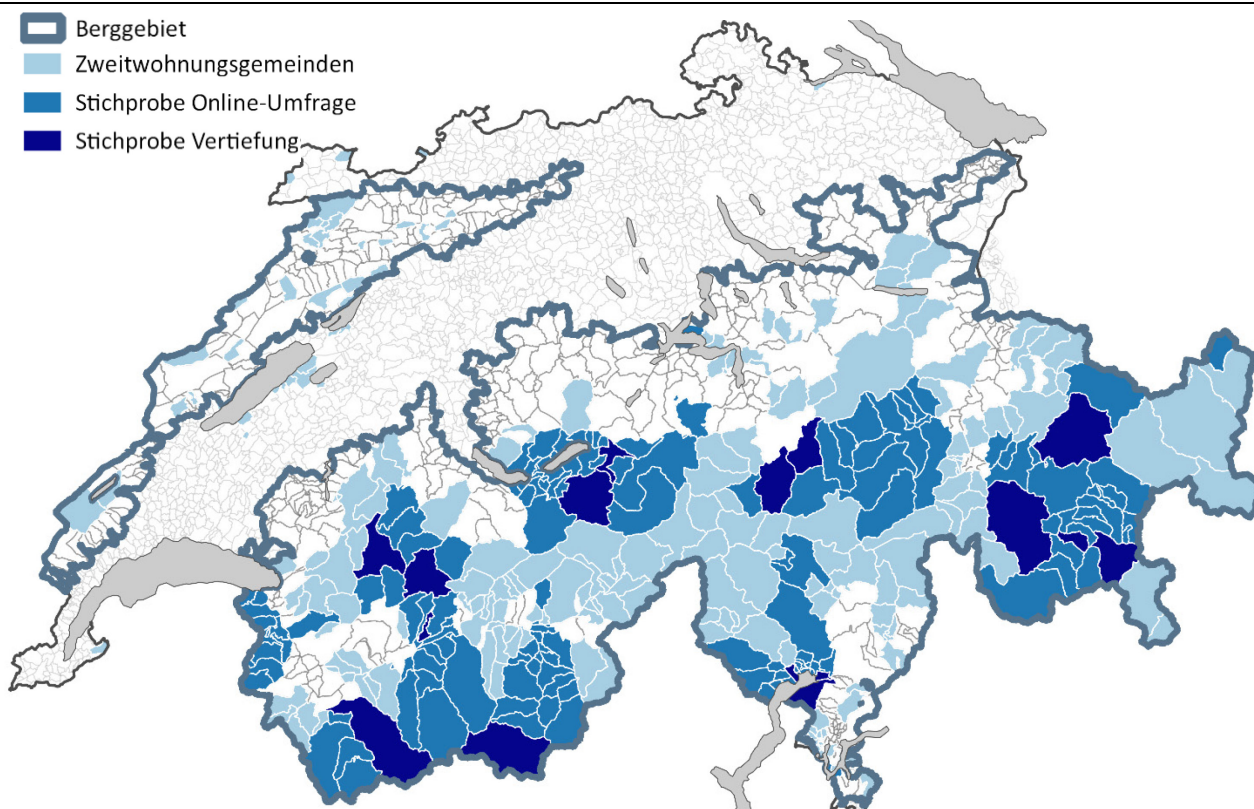 Berggebiet
Zweitwohnungsgemeinden
Stichprobe Online-Umfrage
Stichprobe Vertiefung